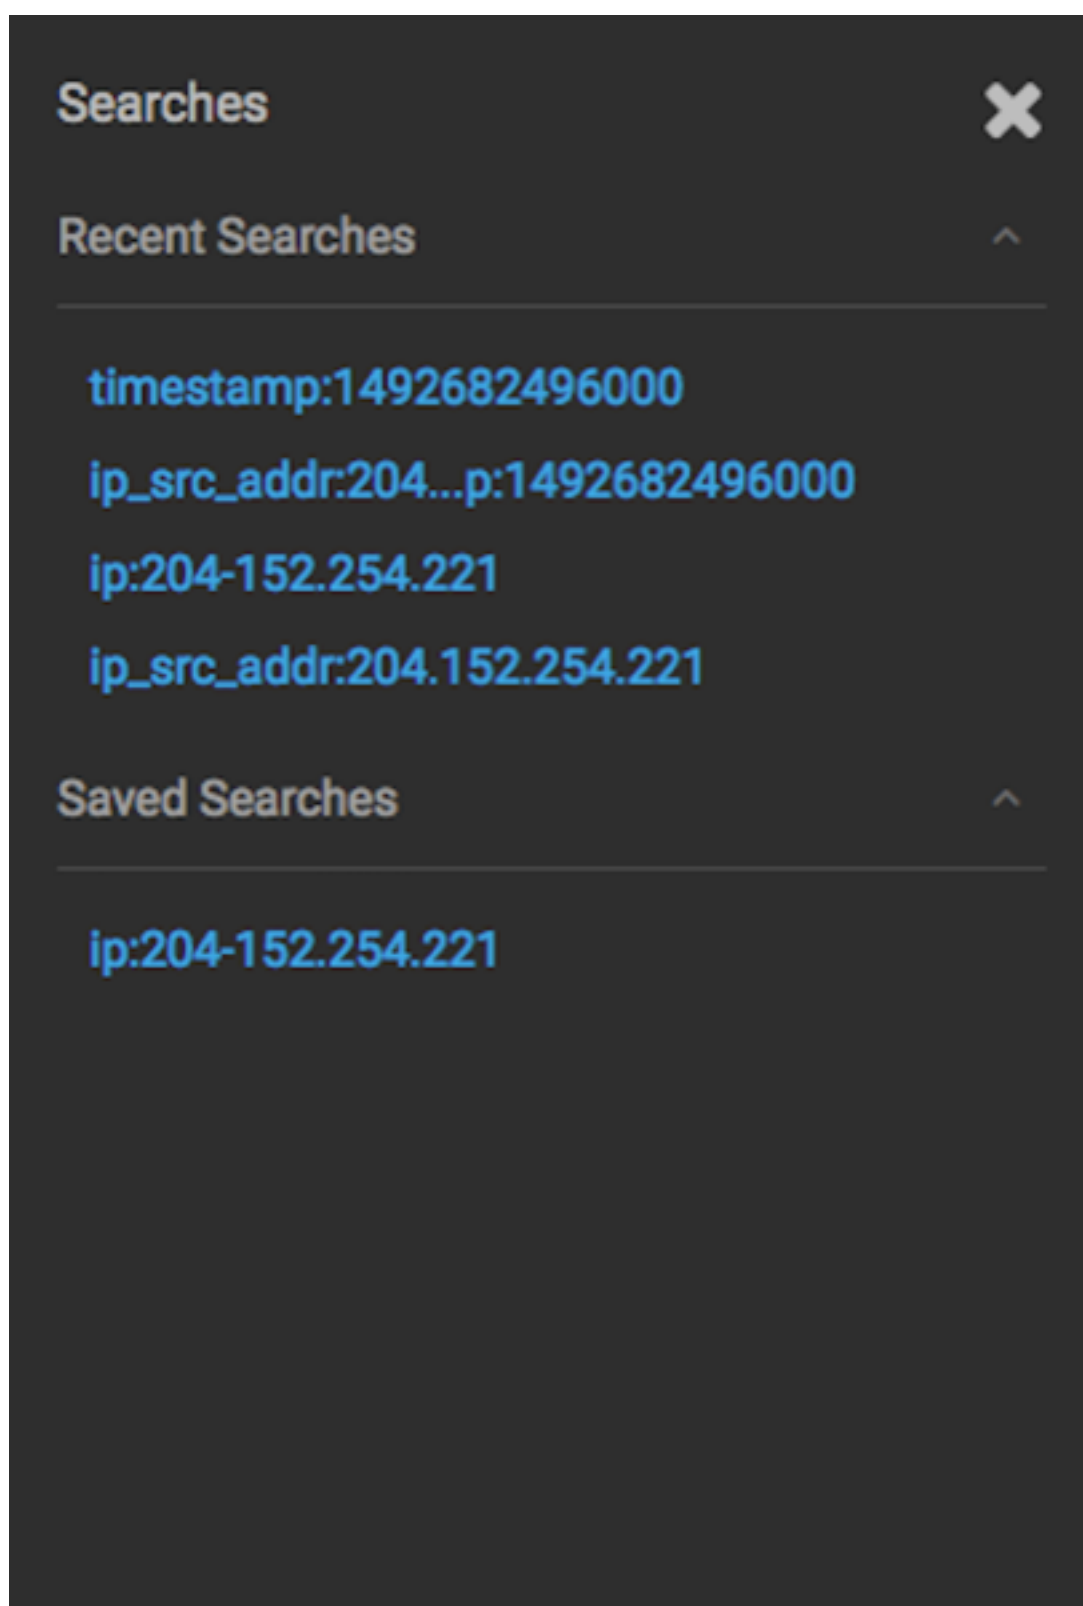 Searches
Recent Searches
timestamp:1492682496000
ip_src_addr:204...p:1492682496000
ip:204-152.254.221
ip_src_addr:204.152.254.221
Saved Searches
ip:204-152.254.221